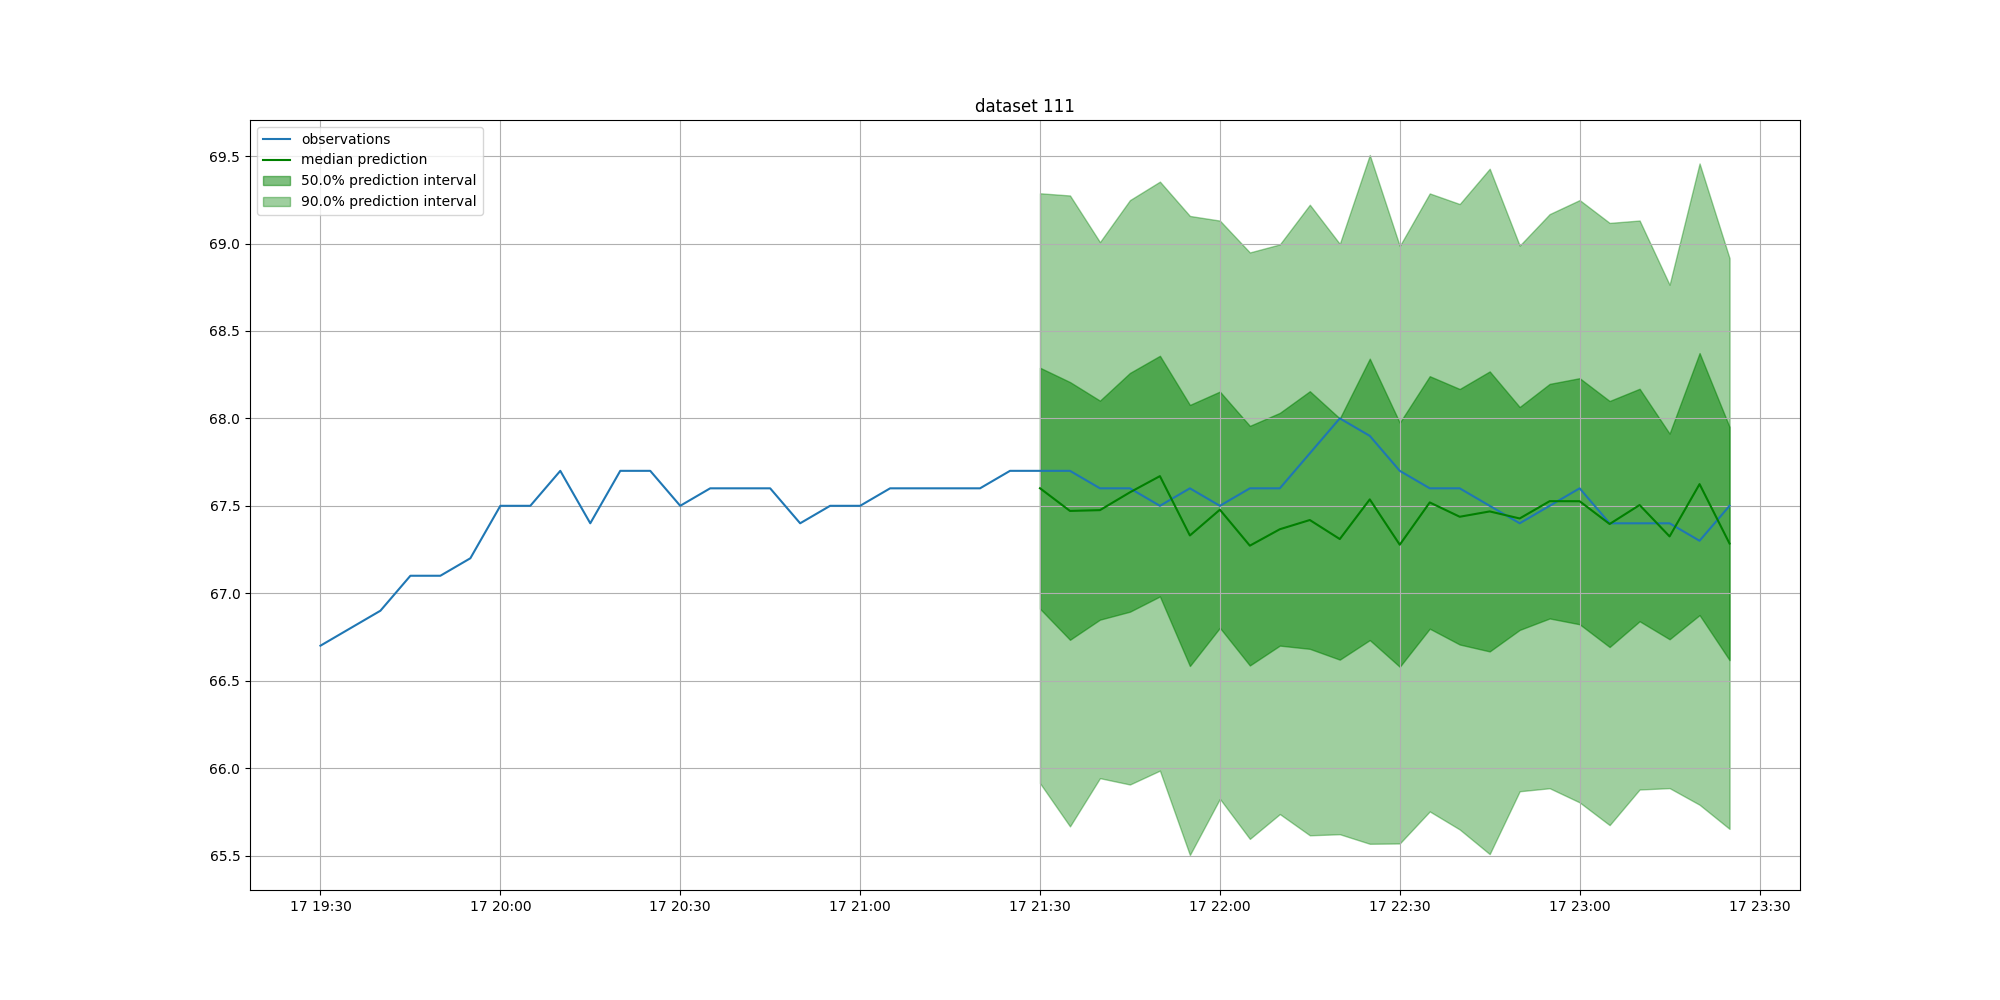 dataset 111
observations
median prediction
50.0% prediction interval
90.0% prediction interval
69.5
69.0
68.5
68.0
67.5
67.0
66.5
66.0
65.5
17 19:30 17 20:00 17 20:30 17 21:00 17 21:30 17 22:00 17 22:30 17 23:00 17 23:30